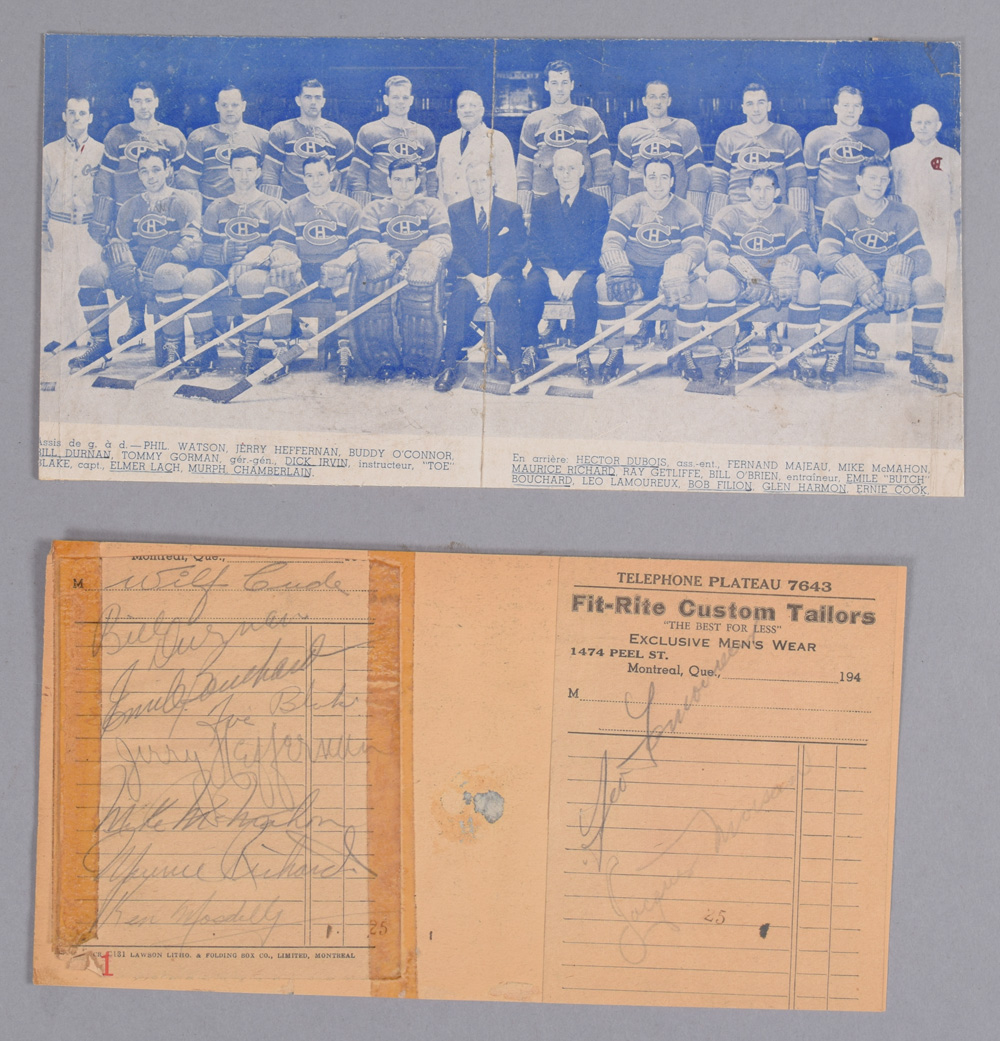 Assis de g. à d.—PHIL. WATSON, JERRY HEFFERNAN, BUDDY O'CONNOR,
BILL DURNAN, TOMMY GORMAN, gér.-gén., DICK IRVIN, instructeur, "TOE"
BLAKE, capt., ELMER LACH, MURPH. CHAMBERLAIN.
En arrière: HECTOR DUBOIS, ass.-ent., FERNAND MAJEAU, MIKE McMAHON,
MAURICE RICHARD, RAY GETLIFFE, BILL O'BRIEN, entraîneur, EMILE "BUTCH"
BOUCHARD, LEO LAMOUREUX, BOB FILION, GLEN HARMON, ERNIE COOK.
Montreal, Que.,
M Wilf Cude
Bill Durnan
Emile Bouchard
Toe Blake
Jerry Heffernan
Mike McMahon
Maurice Richard
Ken Mosdell
25
LAWSON LITHO. & FOLDING BOX CO., LIMITED, MONTREAL
1
TELEPHONE PLATEAU 7643
Fit-Rite Custom Tailors
"THE BEST FOR LESS"
EXCLUSIVE MEN'S WEAR
1474 PEEL ST.
Montreal, Que., 194
M
Leo Lamoureux
25